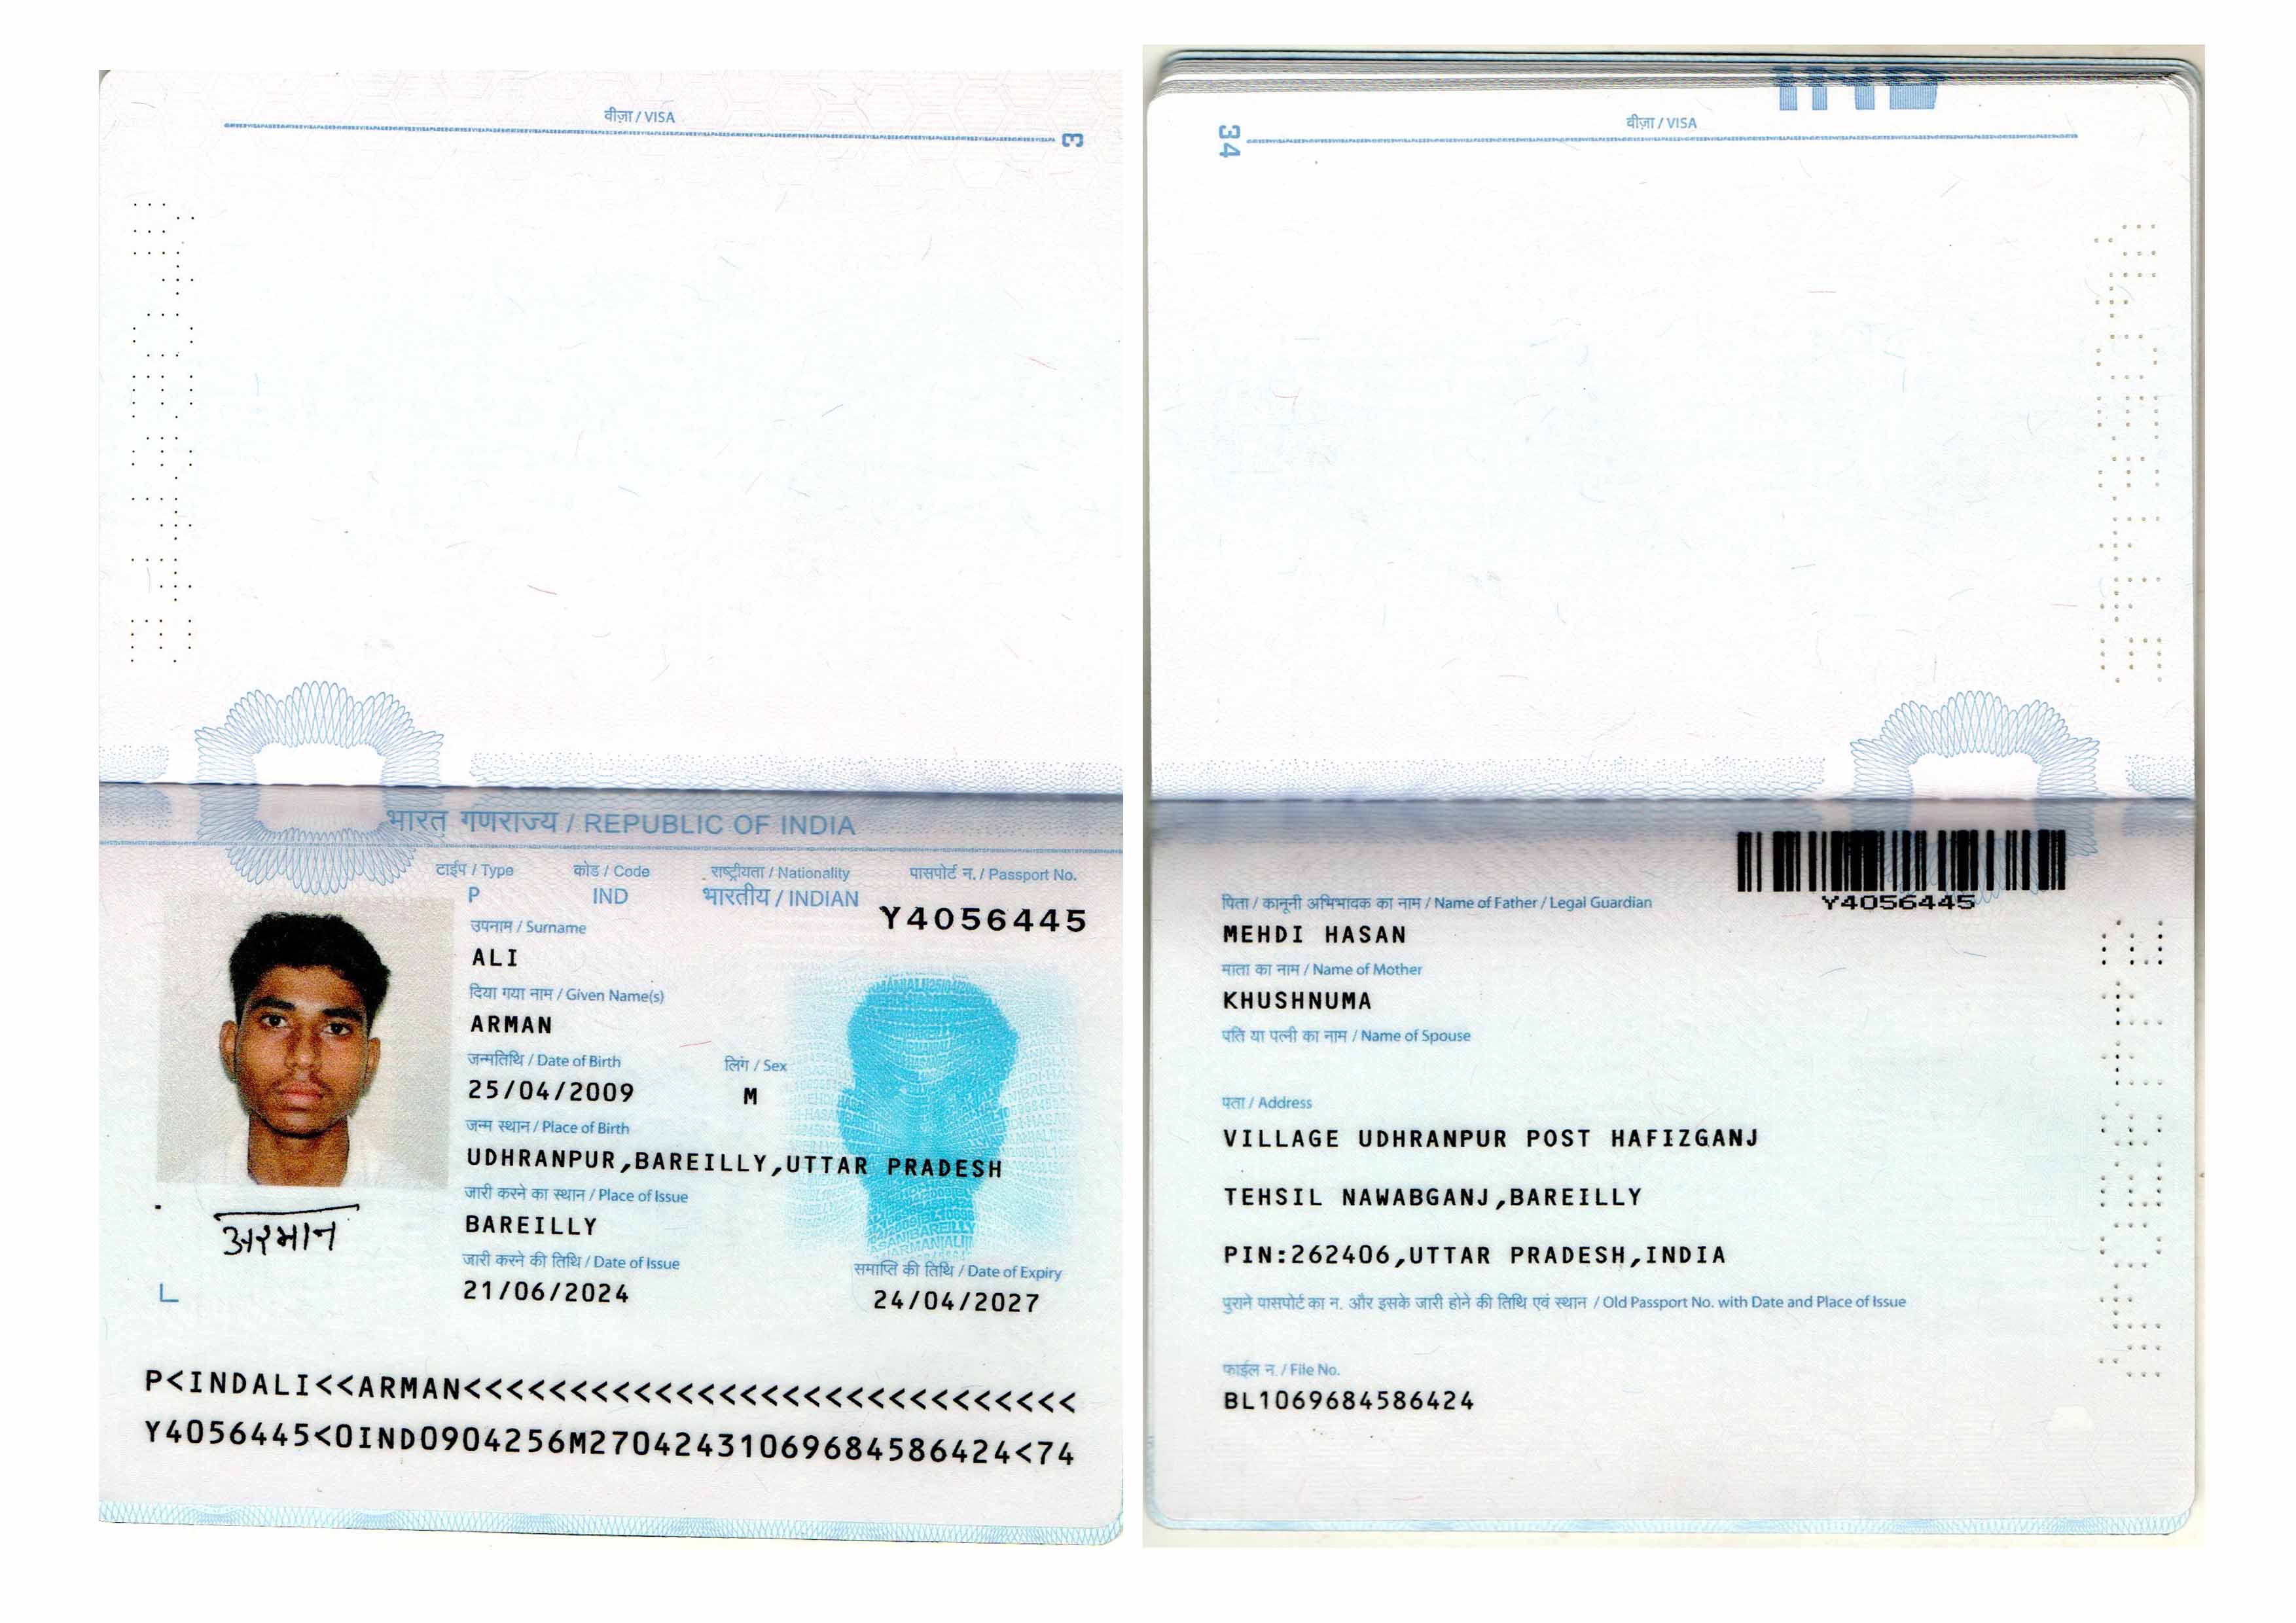 वीज़ा / VISA
3
भारत गणराज्य / REPUBLIC OF INDIA
टाईप / Type कोड / Code राष्ट्रीयता / Nationality पासपोर्ट न. / Passport No.
P IND भारतीय / INDIAN Y4056445
उपनाम / Surname
ALI
दिया गया नाम / Given Name(s)
ARMAN
जन्मतिथि / Date of Birth लिंग / Sex
25/04/2009 M
जन्म स्थान / Place of Birth
UDHRANPUR,BAREILLY,UTTAR PRADESH
जारी करने का स्थान / Place of Issue
BAREILLY
अरमान
जारी करने की तिथि / Date of Issue समाप्ति की तिथि / Date of Expiry
21/06/2024 24/04/2027
P<INDALI<<ARMAN<<<<<<<<<<<<<<<<<<<<<<<<<<<<<
Y4056445<0IND0904256M27042431069684586424<74
34
वीज़ा / VISA
Y4056445
पिता / कानूनी अभिभावक का नाम / Name of Father / Legal Guardian
MEHDI HASAN
माता का नाम / Name of Mother
KHUSHNUMA
पति या पत्नी का नाम / Name of Spouse
पता / Address
VILLAGE UDHRANPUR POST HAFIZGANJ
TEHSIL NAWABGANJ,BAREILLY
PIN:262406,UTTAR PRADESH,INDIA
पुराने पासपोर्ट का न. और इसके जारी होने की तिथि एवं स्थान / Old Passport No. with Date and Place of Issue
फाईल न. / File No.
BL1069684586424